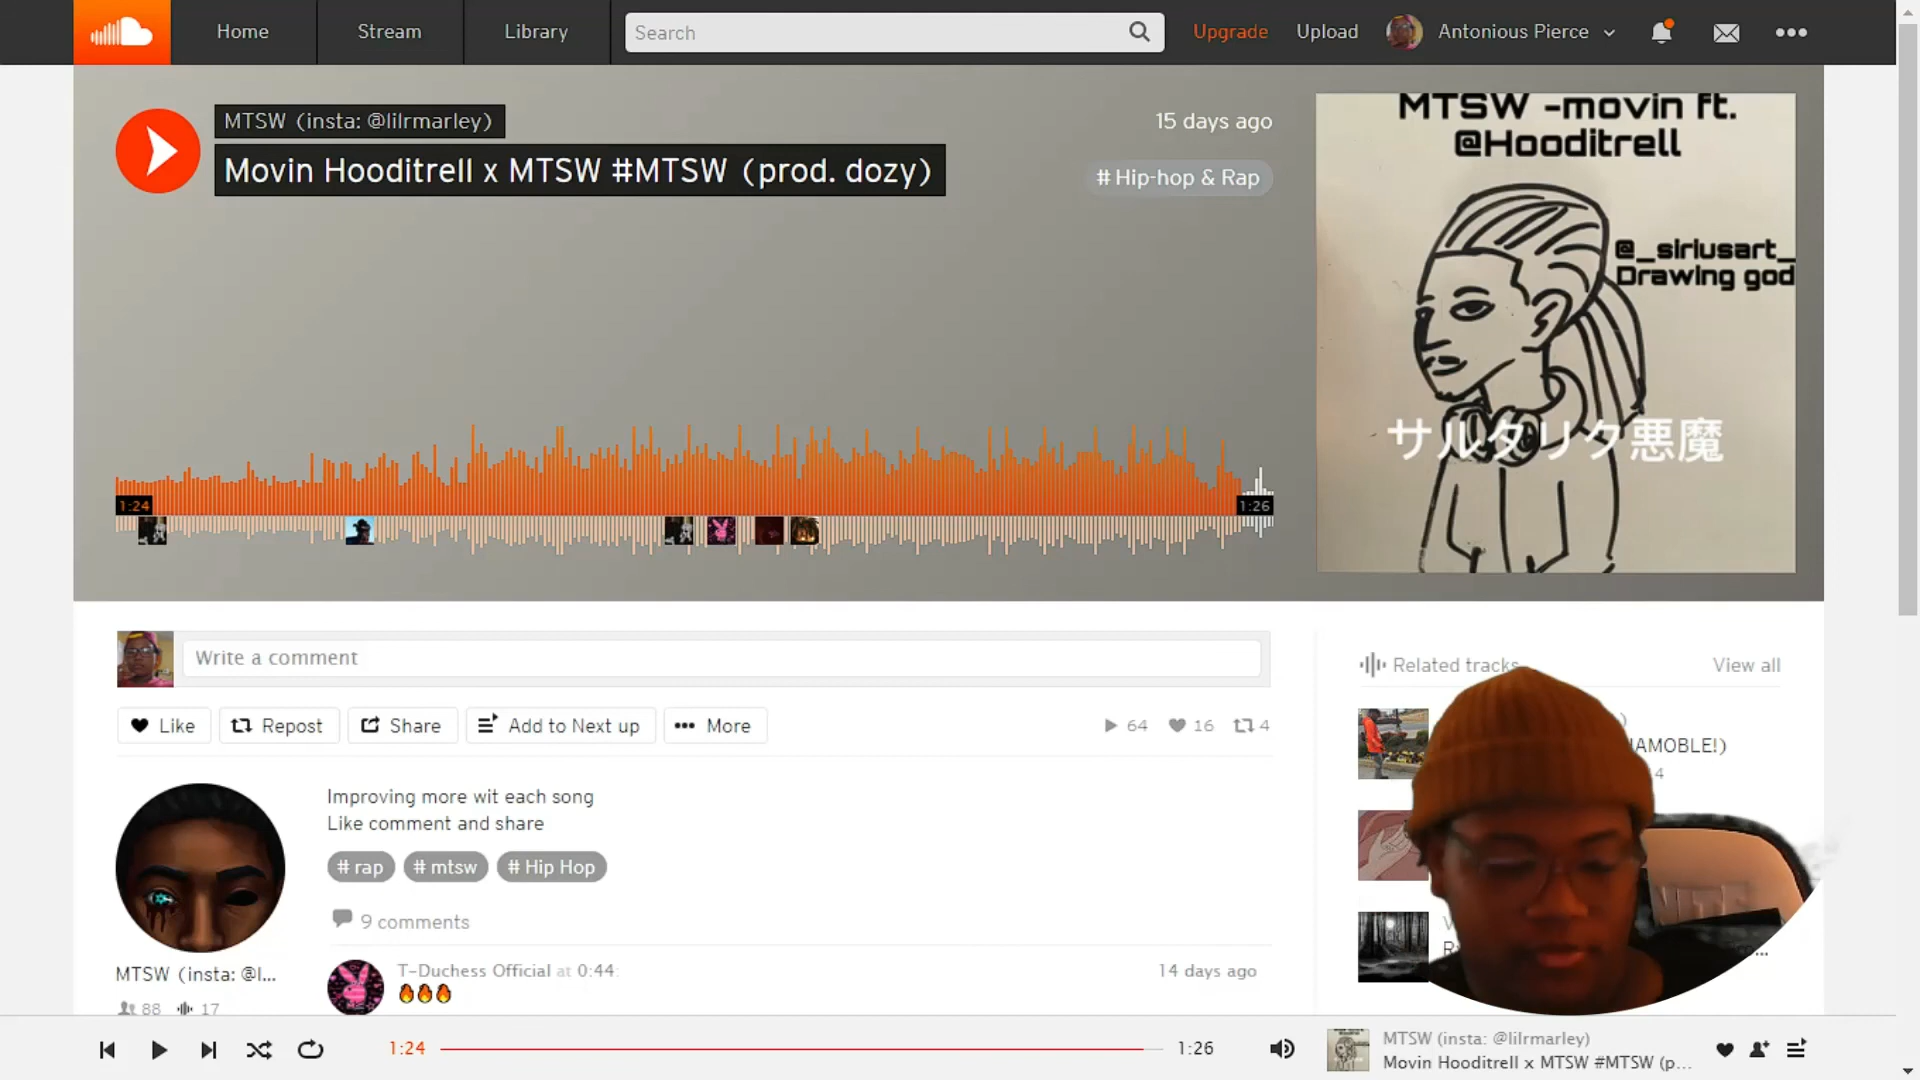 Home
Stream
Library
Search
Upgrade
Upload
Antonious Pierce
MTSW (insta: @lilrmarley)
Movin Hooditrell x MTSW #MTSW (prod. dozy)
15 days ago
# Hip-hop & Rap
MTSW -movin ft.
@Hooditrell
@_siriusart_
Drawing god
サルタリタ悪魔
1:24
1:26
Write a comment
Like
Repost
Share
Add to Next up
More
64
16
4
Improving more wit each song
Like comment and share
# rap
# mtsw
# Hip Hop
9 comments
T-Duchess Official at 0:44:
14 days ago
🔥🔥🔥
MTSW (insta: @l...
88
17
Related tracks
View all
AMOBLE!)
4
1:24
1:26
MTSW (insta: @lilrmarley)
Movin Hooditrell x MTSW #MTSW (p...